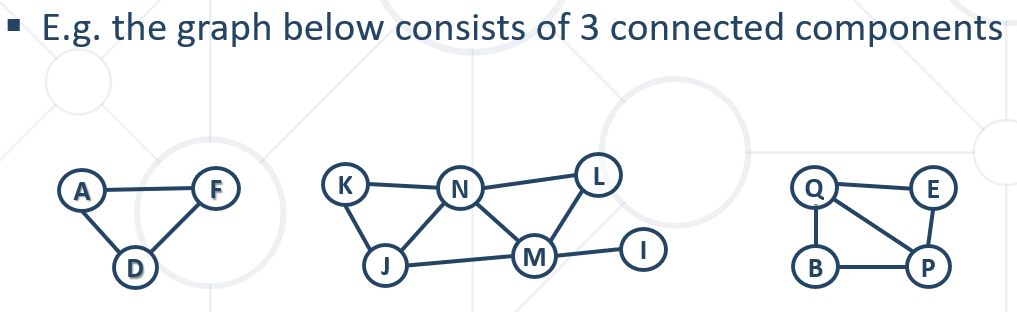 ▪ E.g. the graph below consists of 3 connected components
A F K N L Q E
D J M I B P